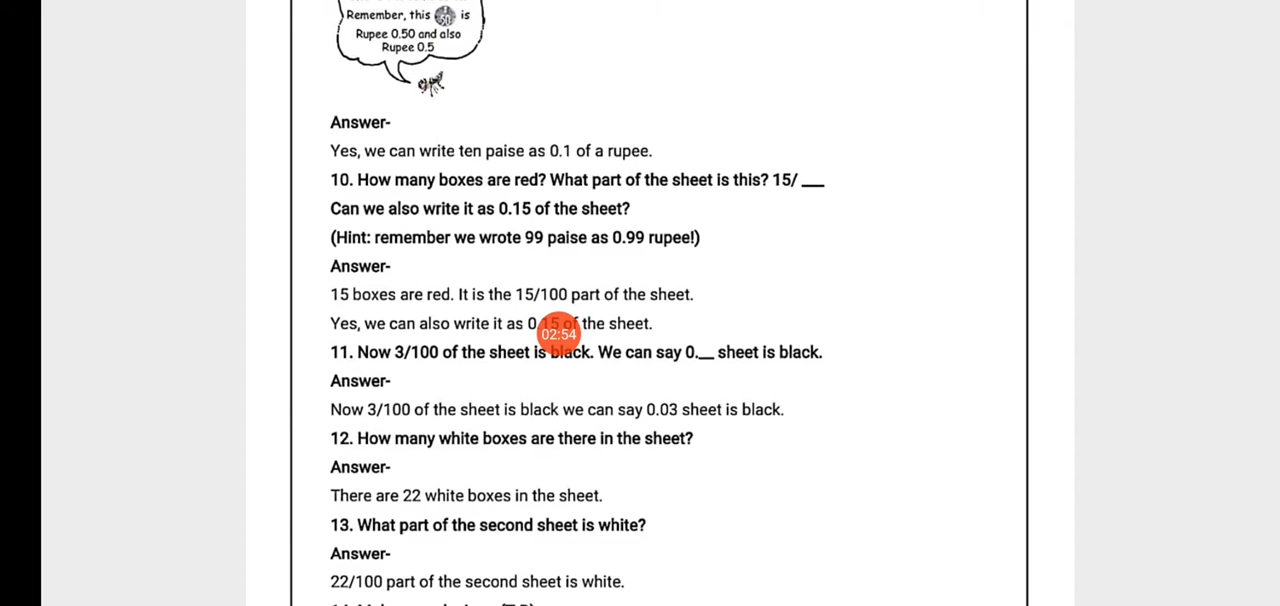 Remember, this 50 is
Rupee 0.50 and also
Rupee 0.5
Answer-
Yes, we can write ten paise as 0.1 of a rupee.
10. How many boxes are red? What part of the sheet is this? 15/ __
Can we also write it as 0.15 of the sheet?
(Hint: remember we wrote 99 paise as 0.99 rupee!)
Answer-
15 boxes are red. It is the 15/100 part of the sheet.
Yes, we can also write it as 0.15 of the sheet.
02:54
11. Now 3/100 of the sheet is black. We can say 0.__ sheet is black.
Answer-
Now 3/100 of the sheet is black we can say 0.03 sheet is black.
12. How many white boxes are there in the sheet?
Answer-
There are 22 white boxes in the sheet.
13. What part of the second sheet is white?
Answer-
22/100 part of the second sheet is white.